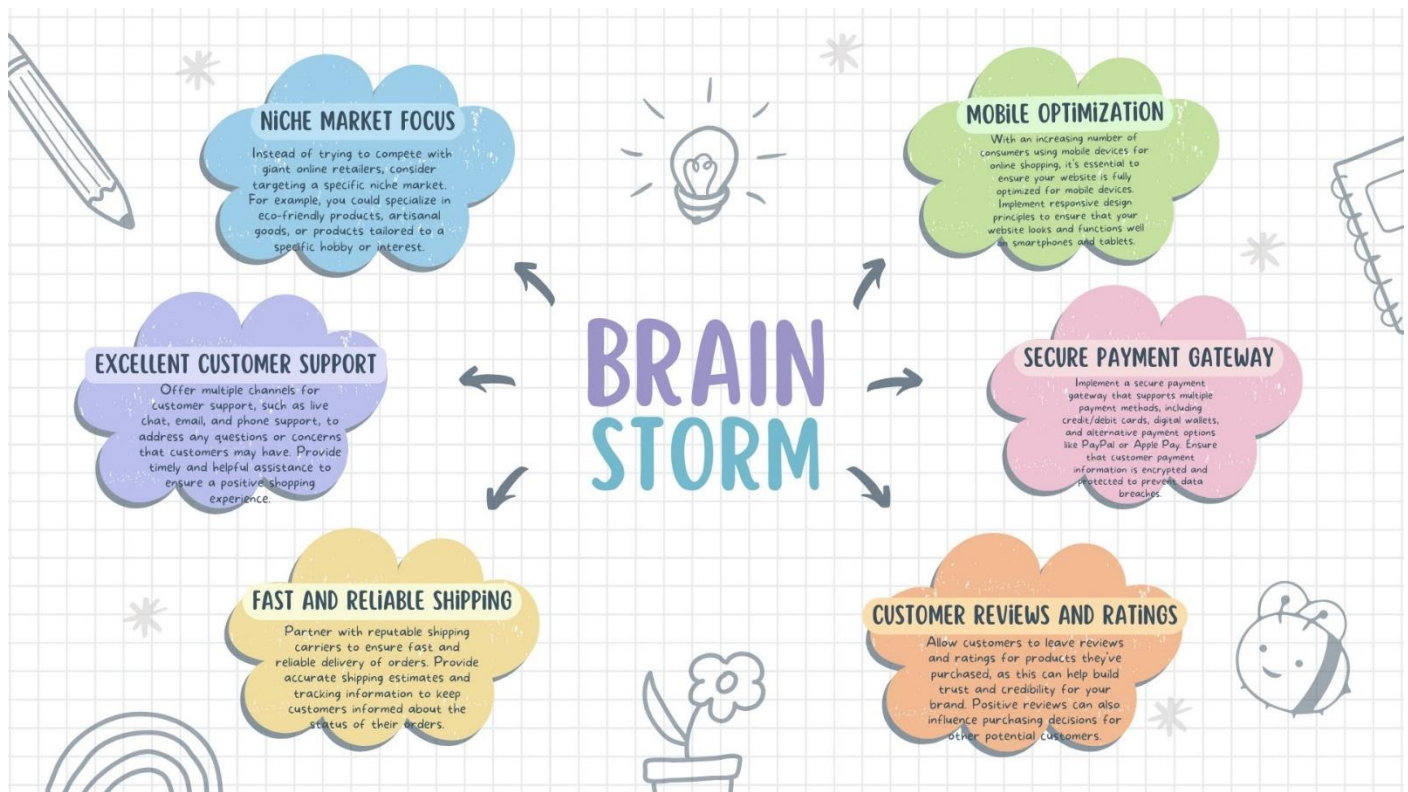 NICHE MARKET FOCUS
Instead of trying to compete with
giant online retailers, consider
targeting a specific niche market.
For example, you could specialize in
eco-friendly products, artisanal
goods, or products tailored to a
specific hobby or interest.
EXCELLENT CUSTOMER SUPPORT
Offer multiple channels for
customer support, such as live
chat, email, and phone support, to
address any questions or concerns
that customers may have. Provide
timely and helpful assistance to
ensure a positive shopping
experience.
FAST AND RELIABLE SHIPPING
Partner with reputable shipping
carriers to ensure fast and
reliable delivery of orders. Provide
accurate shipping estimates and
tracking information to keep
customers informed about the
status of their orders.
BRAIN
STORM
MOBILE OPTIMIZATION
With an increasing number of
consumers using mobile devices for
online shopping, it's essential to
ensure your website is fully
optimized for mobile devices.
Implement responsive design
principles to ensure that your
website looks and functions well
on smartphones and tablets.
SECURE PAYMENT GATEWAY
Implement a secure payment
gateway that supports multiple
payment methods, including
credit/debit cards, digital wallets,
and alternative payment options
like PayPal or Apple Pay. Ensure
that customer payment
information is encrypted and
protected to prevent data
breaches.
CUSTOMER REVIEWS AND RATINGS
Allow customers to leave reviews
and ratings for products they've
purchased, as this can help build
trust and credibility for your
brand. Positive reviews can also
influence purchasing decisions for
other potential customers.